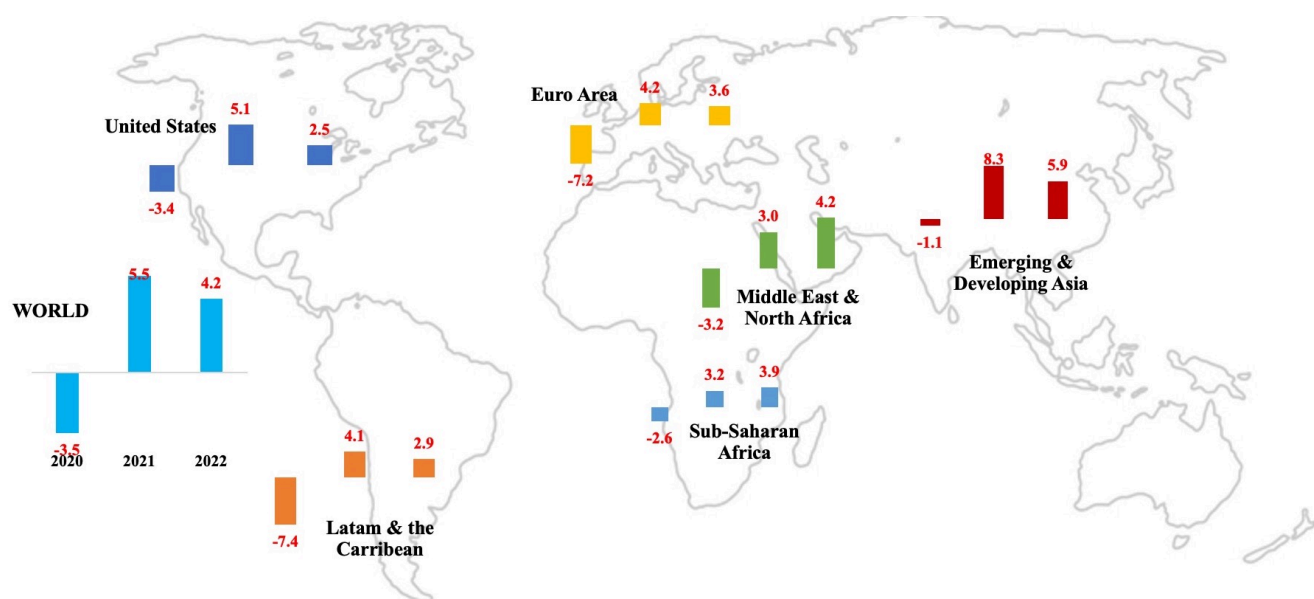 United States
-3.4
5.1
2.5
Euro Area
-7.2
4.2
3.6
WORLD
-3.5
5.5
4.2
2020
2021
2022
-3.2
3.0
4.2
Middle East &
North Africa
-1.1
8.3
5.9
Emerging &
Developing Asia
-2.6
3.2
3.9
Sub-Saharan
Africa
-7.4
4.1
2.9
Latam & the
Carribean